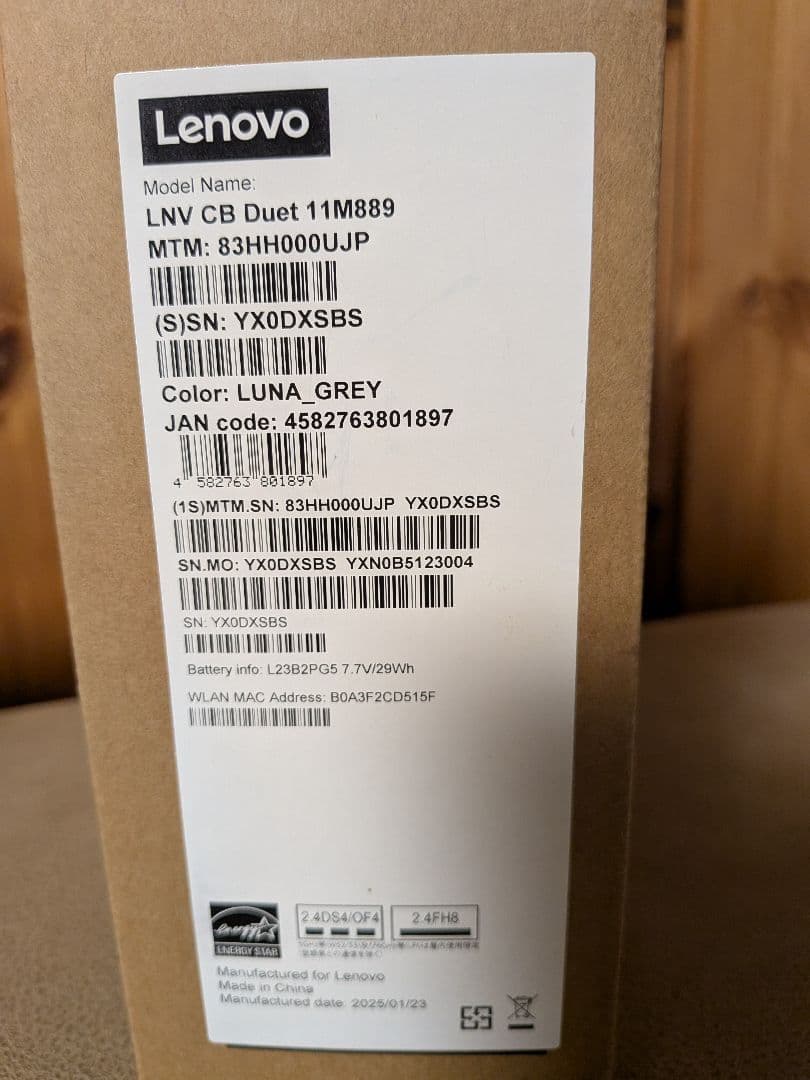 Lenovo
Model Name:
LNV CB Duet 11M889
MTM: 83HH000UJP
(S)SN: YX0DXSBS
Color: LUNA_GREY
JAN code: 4582763801897
4 582763 801897
(1S)MTM.SN: 83HH000UJP YX0DXSBS
SN.MO: YX0DXSBS YXN0B5123004
SN: YX0DXSBS
Battery info: L23B2PG5 7.7V/29Wh
WLAN MAC Address: B0A3F2CD515F
energy
ENERGY STAR
2.4DS4/OF4
2.4FH8
Manufactured for Lenovo
Made in China
Manufactured date: 2025/01/23